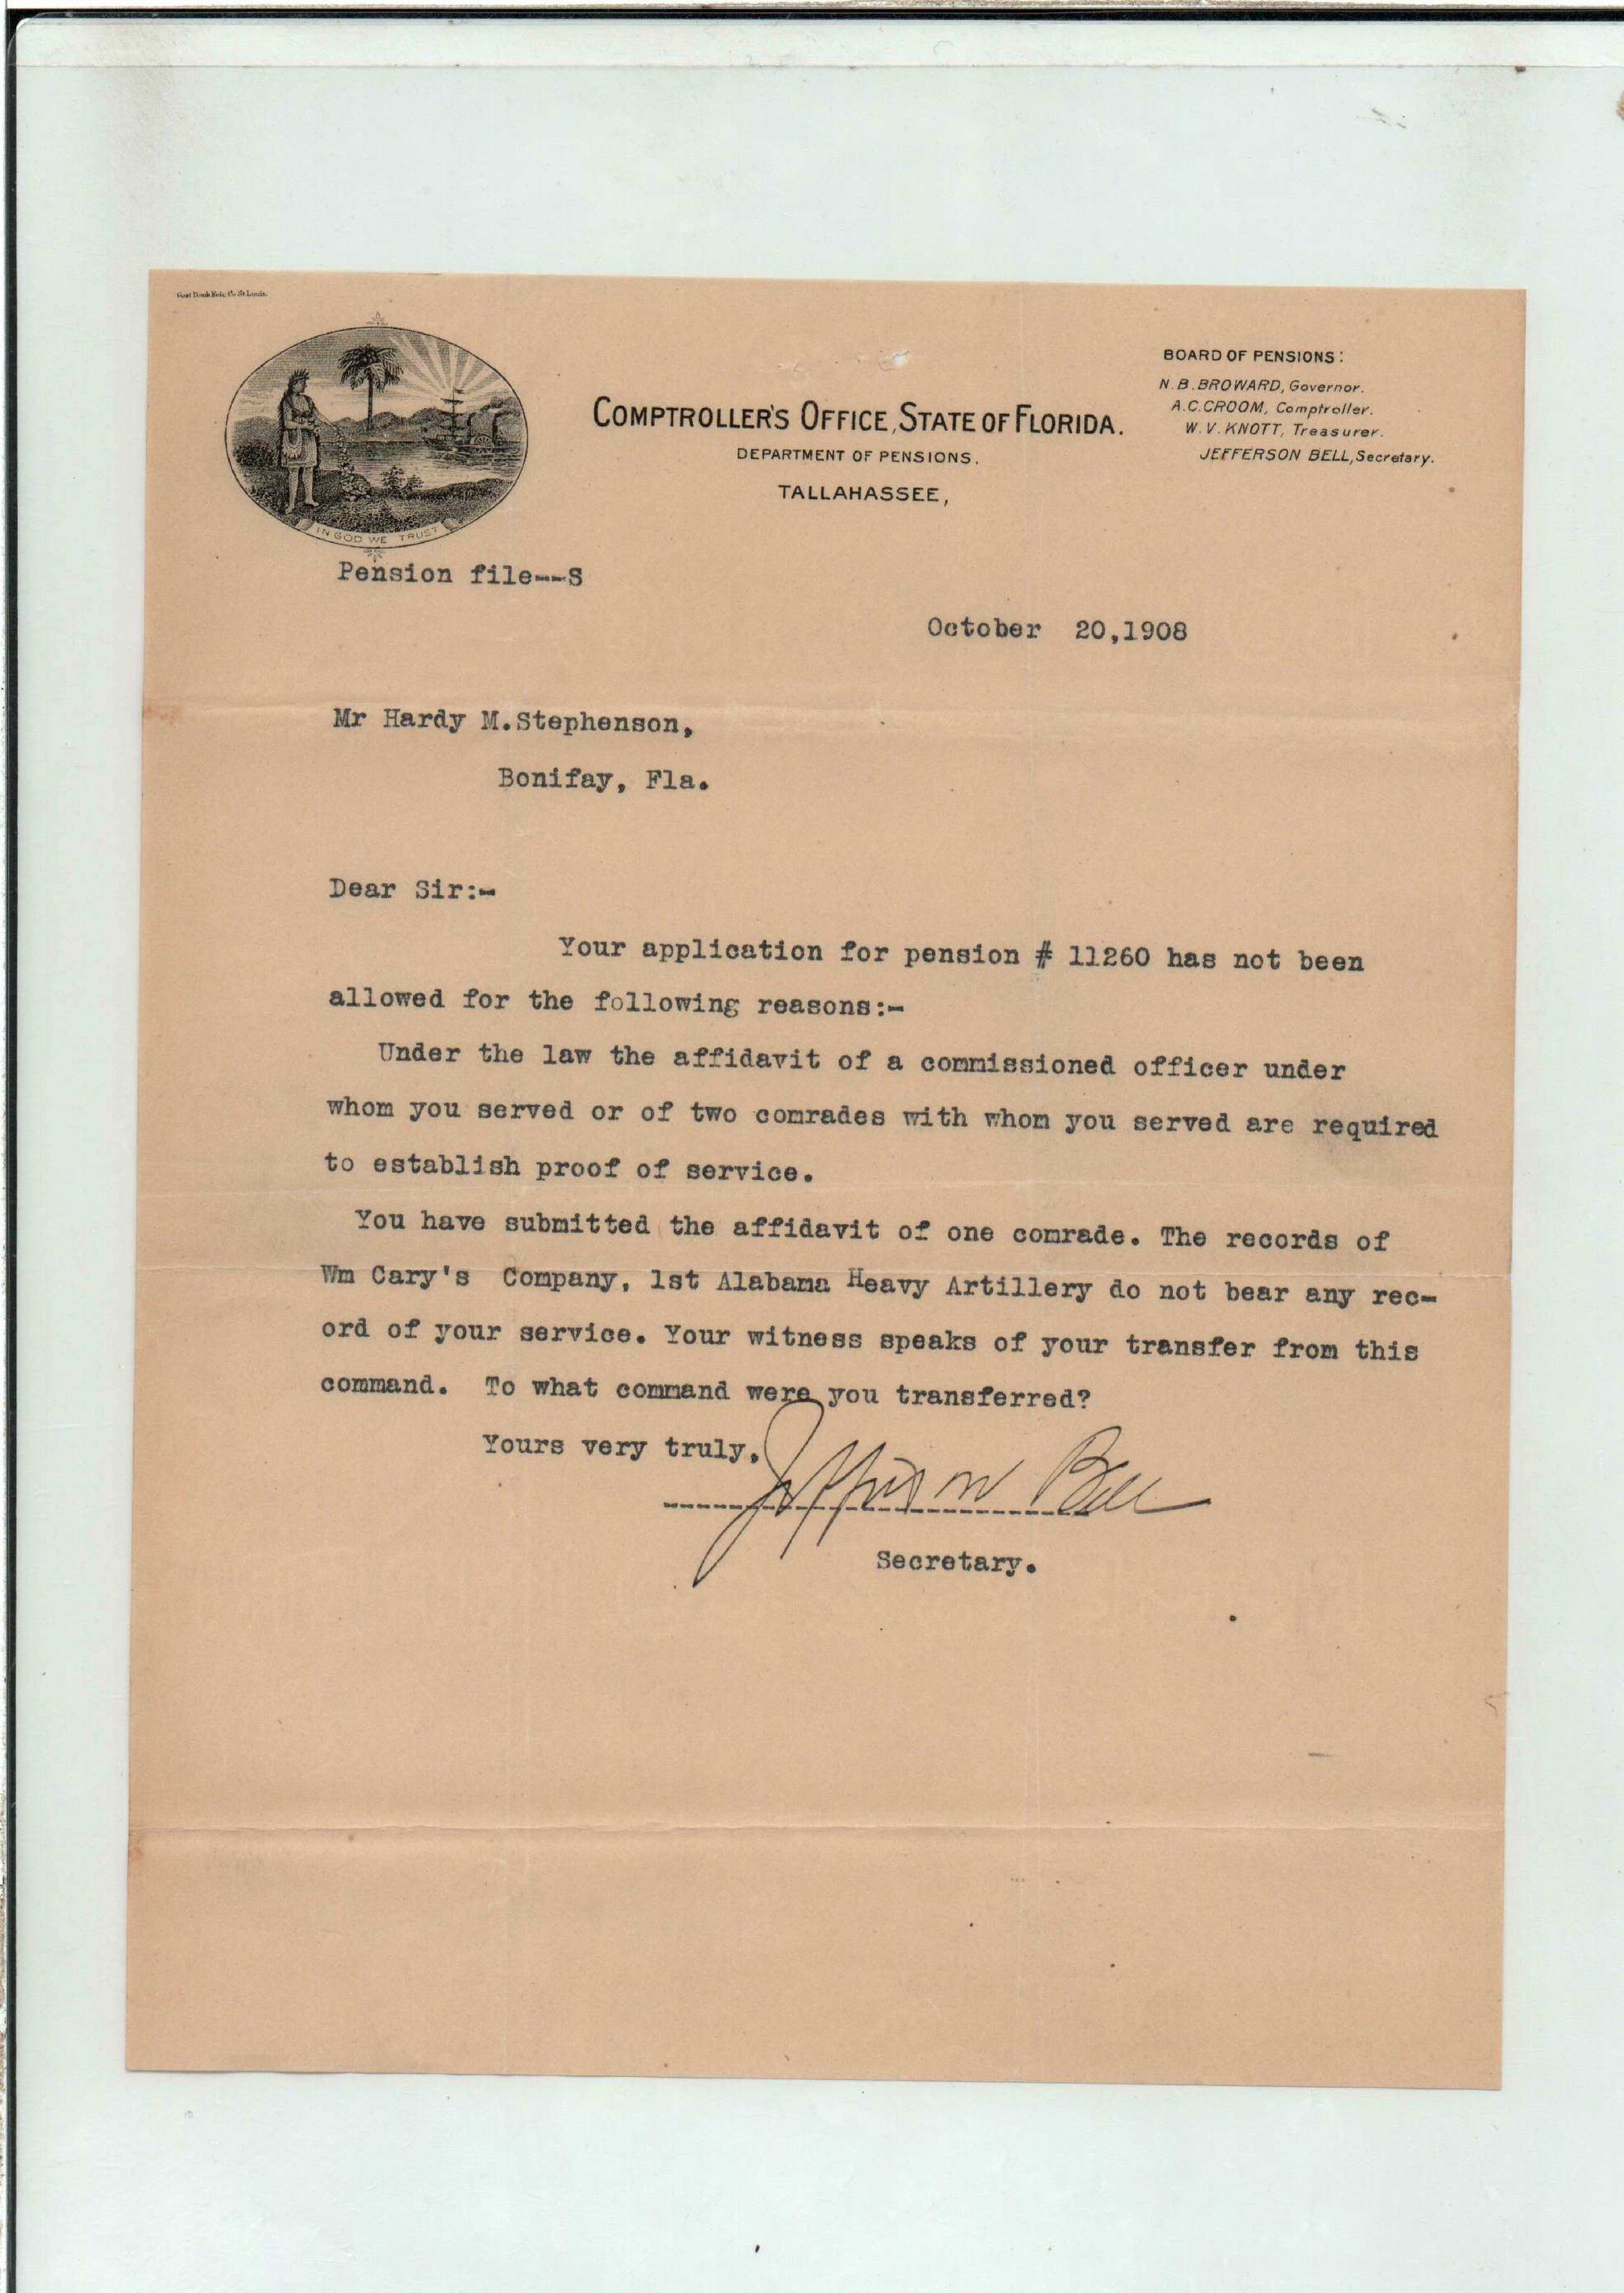 IN GOD WE TRUST
COMPTROLLER'S OFFICE, STATE OF FLORIDA.
DEPARTMENT OF PENSIONS.
TALLAHASSEE,
BOARD OF PENSIONS:
N.B. BROWARD, Governor.
A.C. CROOM, Comptroller.
W.V. KNOTT, Treasurer.
JEFFERSON BELL, Secretary.
Pension file--S
October 20,1908
Mr Hardy M.Stephenson,
Bonifay, Fla.
Dear Sir:-
Your application for pension # 11260 has not been
allowed for the following reasons:-
Under the law the affidavit of a commissioned officer under
whom you served or of two comrades with whom you served are required
to establish proof of service.
You have submitted the affidavit of one comrade. The records of
Wm Cary's Company, 1st Alabama Heavy Artillery do not bear any rec-
ord of your service. Your witness speaks of your transfer from this
command. To what command were you transferred?
Yours very truly,
Jefferson Bell
Secretary.